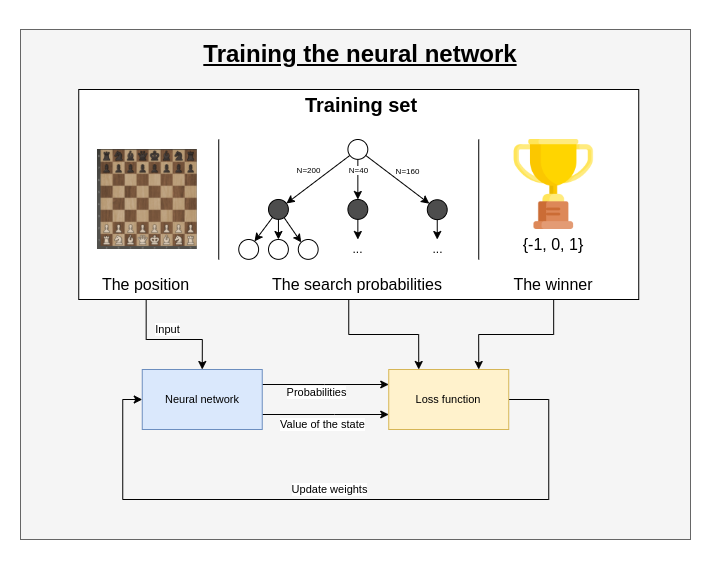 Training the neural network
Training set
N=200
N=40
N=160
{-1, 0, 1}
...
...
The position
The search probabilities
The winner
Input
Neural network
Probabilities
Value of the state
Loss function
Update weights